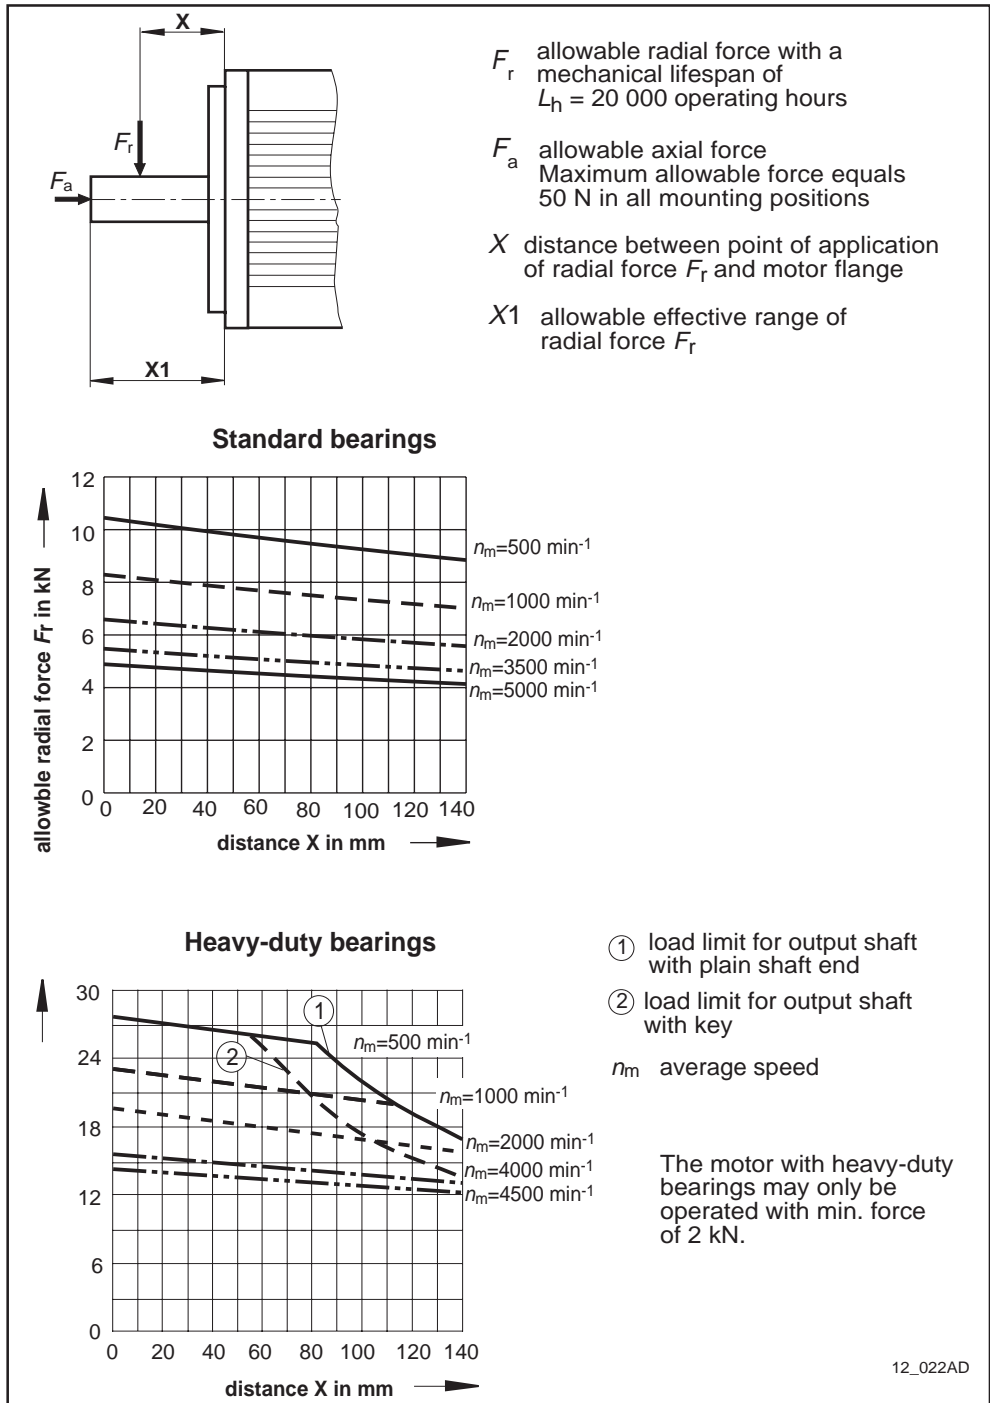 X
Fr
Fa
X1
Fr allowable radial force with a
mechanical lifespan of
Lh = 20 000 operating hours
Fa allowable axial force
Maximum allowable force equals
50 N in all mounting positions
X distance between point of application
of radial force Fr and motor flange
X1 allowable effective range of
radial force Fr
Standard bearings
allowble radial force Fr in kN
12
10
8
6
4
2
0
nm=500 min-1
nm=1000 min-1
nm=2000 min-1
nm=3500 min-1
nm=5000 min-1
0 20 40 60 80 100 120 140
distance X in mm
Heavy-duty bearings
30
24
18
12
6
0
1
2
nm=500 min-1
nm=1000 min-1
nm=2000 min-1
nm=4000 min-1
nm=4500 min-1
0 20 40 60 80 100 120 140
distance X in mm
1 load limit for output shaft
with plain shaft end
2 load limit for output shaft
with key
nm average speed
The motor with heavy-duty
bearings may only be
operated with min. force
of 2 kN.
12_022AD